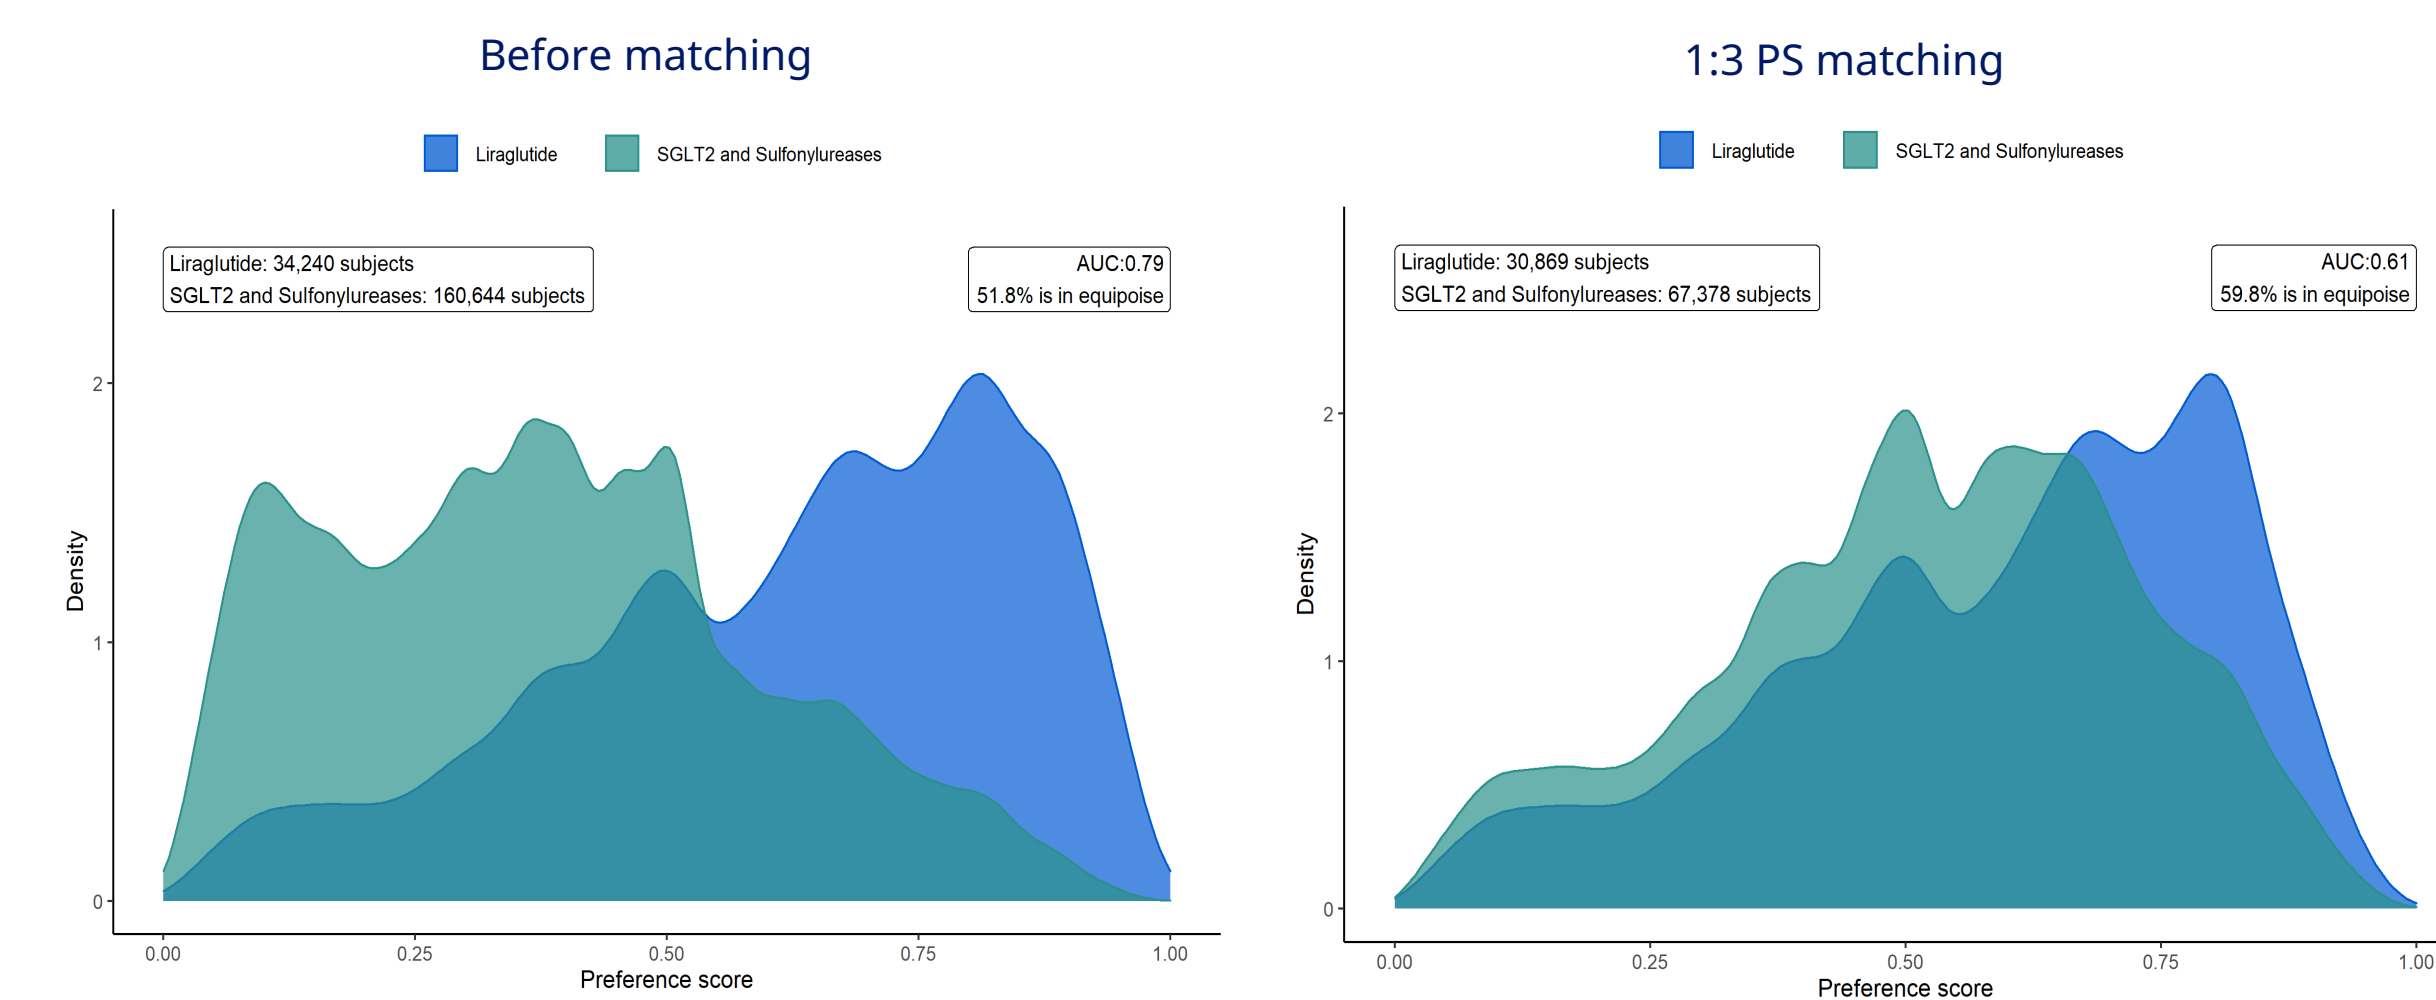 Before matching
Liraglutide
SGLT2 and Sulfonylureases
Liraglutide: 34,240 subjects
SGLT2 and Sulfonylureases: 160,644 subjects
AUC:0.79
51.8% is in equipoise
Density
2
1
0
0.00
0.25
0.50
0.75
1.00
Preference score
1:3 PS matching
Liraglutide
SGLT2 and Sulfonylureases
Liraglutide: 30,869 subjects
SGLT2 and Sulfonylureases: 67,378 subjects
AUC:0.61
59.8% is in equipoise
Density
2
1
0
0.00
0.25
0.50
0.75
1.00
Preference score